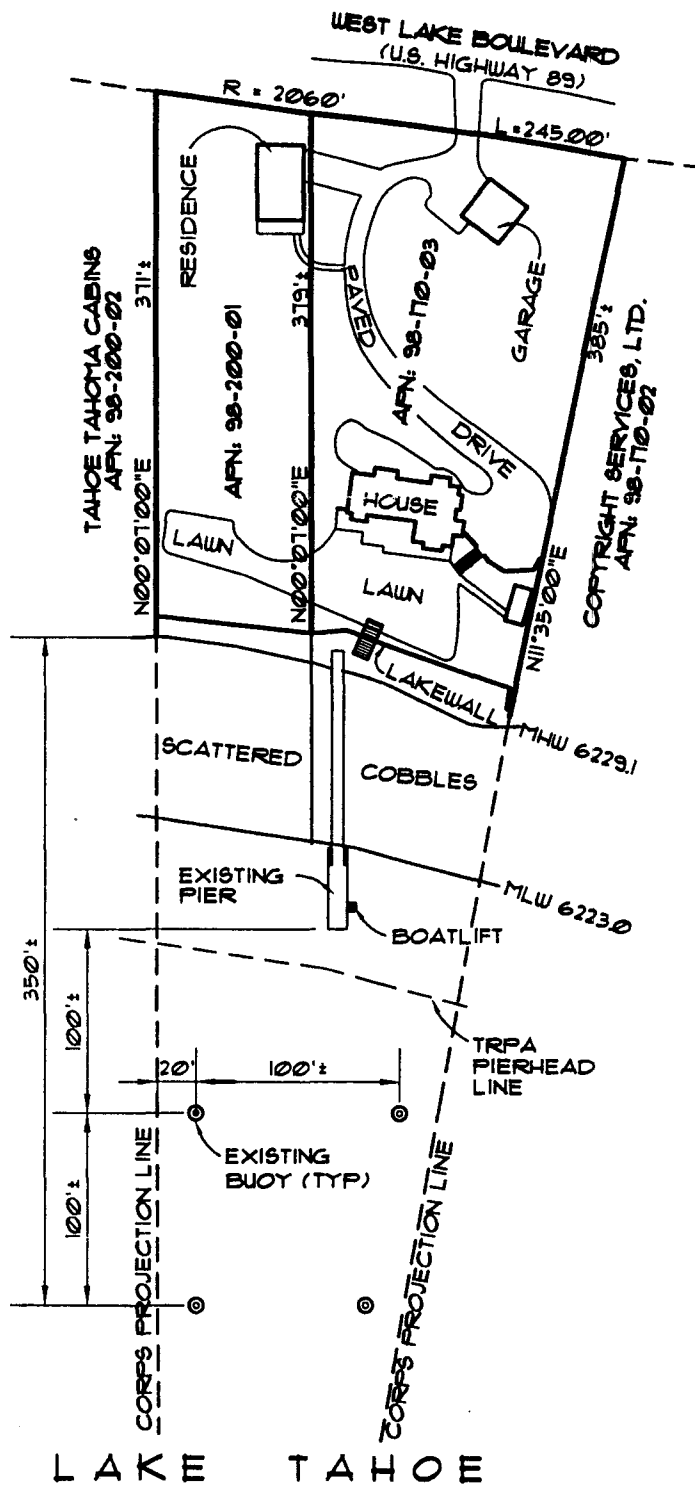 WEST LAKE BOULEVARD
(U.S. HIGHWAY 89)
R = 2060'
L = 245.00'
RESIDENCE
GARAGE
PAVED
DRIVE
TAHOE TAHOMA CABINS
APN: 98-200-02
371'±
N00°07'00"E
APN: 98-200-01
379'±
N00°07'00"E
APN: 98-170-03
385'±
N11°35'00"E
COPYRIGHT SERVICES, LTD.
APN: 98-170-02
HOUSE
LAWN
LAWN
LAKEWALL
MHW 6229.1
SCATTERED
COBBLES
EXISTING
PIER
MLW 6223.0
BOATLIFT
350'±
100'±
TRPA
PIERHEAD
LINE
20'
100'±
EXISTING
BUOY (TYP)
100'±
CORPS PROJECTION LINE
CORPS PROJECTION LINE
LAKE TAHOE